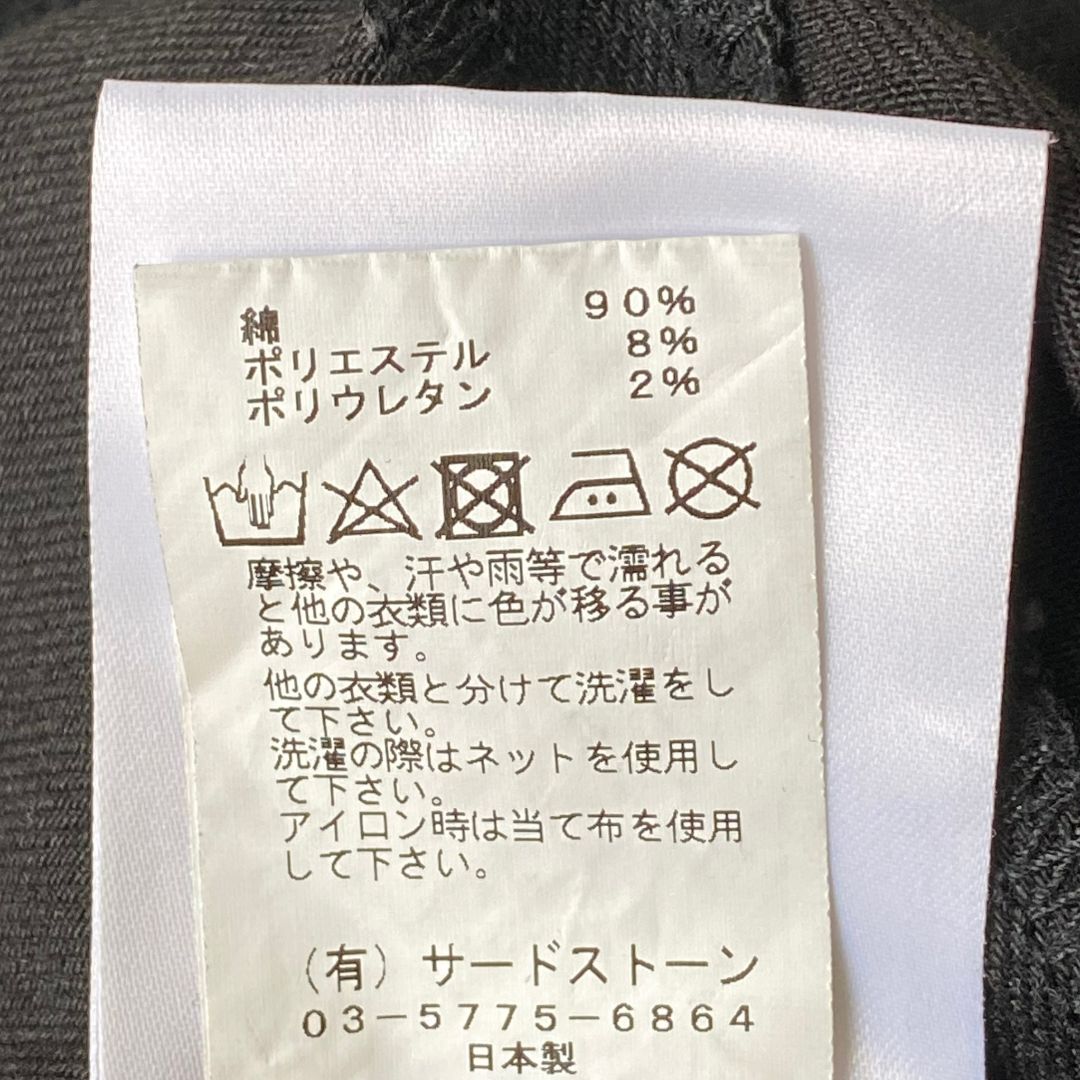 綿 90%
ポリエステル 8%
ポリウレタン 2%
摩擦や、汗や雨等で濡れる
と他の衣類に色が移る事が
あります。
他の衣類と分けて洗濯をし
て下さい。
洗濯の際はネットを使用し
て下さい。
アイロン時は当て布を使用
して下さい。
(有) サードストーン
03-5775-6864
日本製